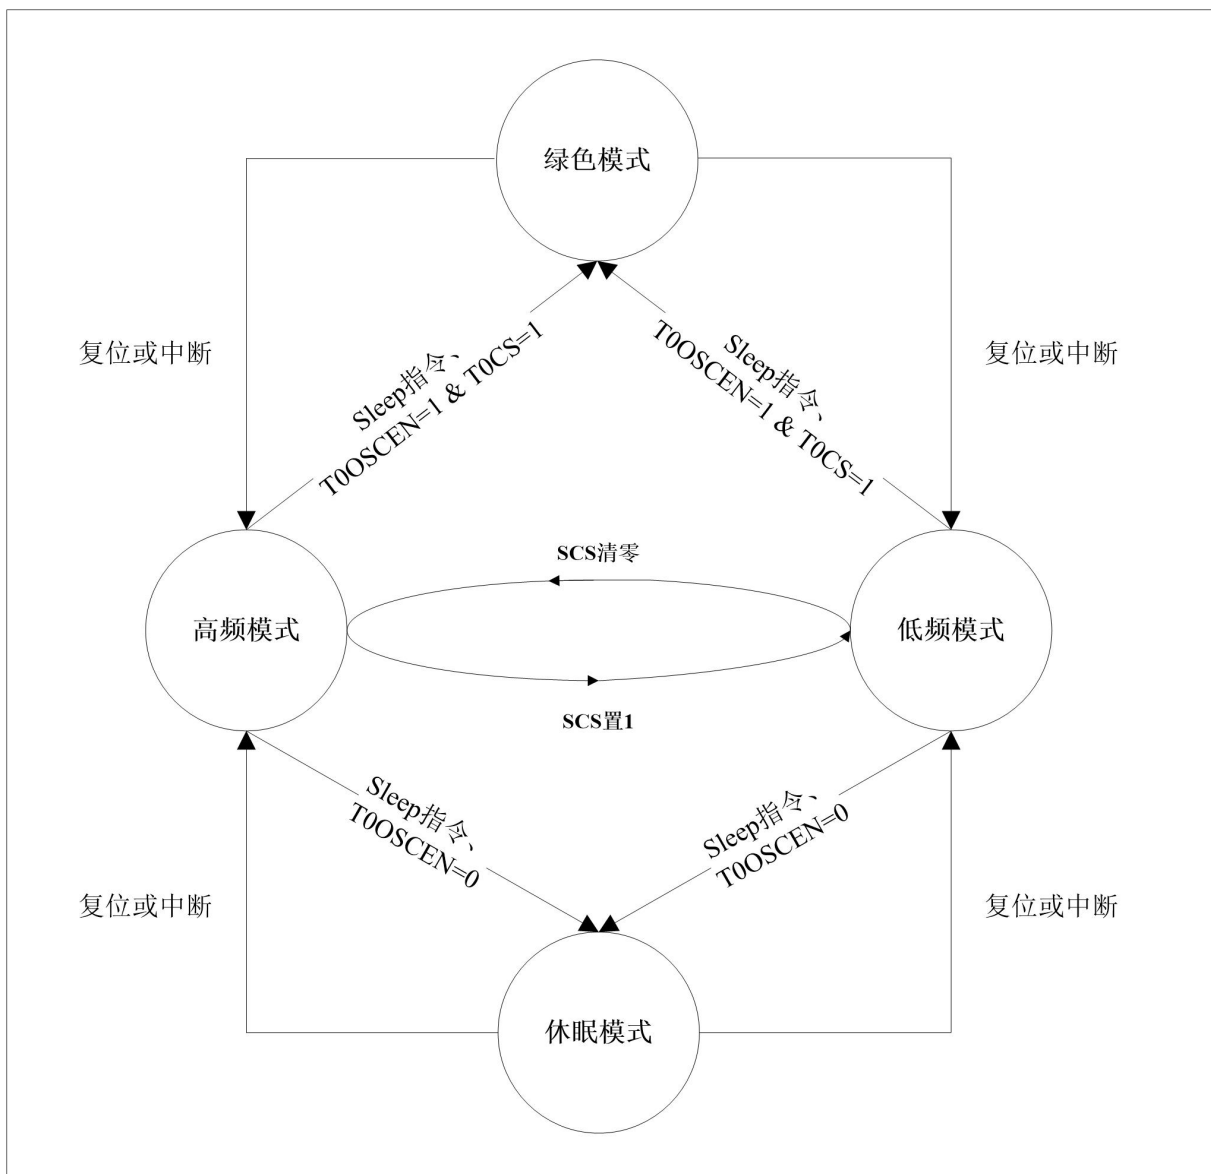 绿色模式
复位或中断
Sleep指令、
T0OSCEN=1 & T0CS=1
Sleep指令、
T0OSCEN=1 & T0CS=1
复位或中断
SCS清零
高频模式
低频模式
SCS置1
Sleep指令、
T0OSCEN=0
Sleep指令、
T0OSCEN=0
复位或中断
复位或中断
休眠模式